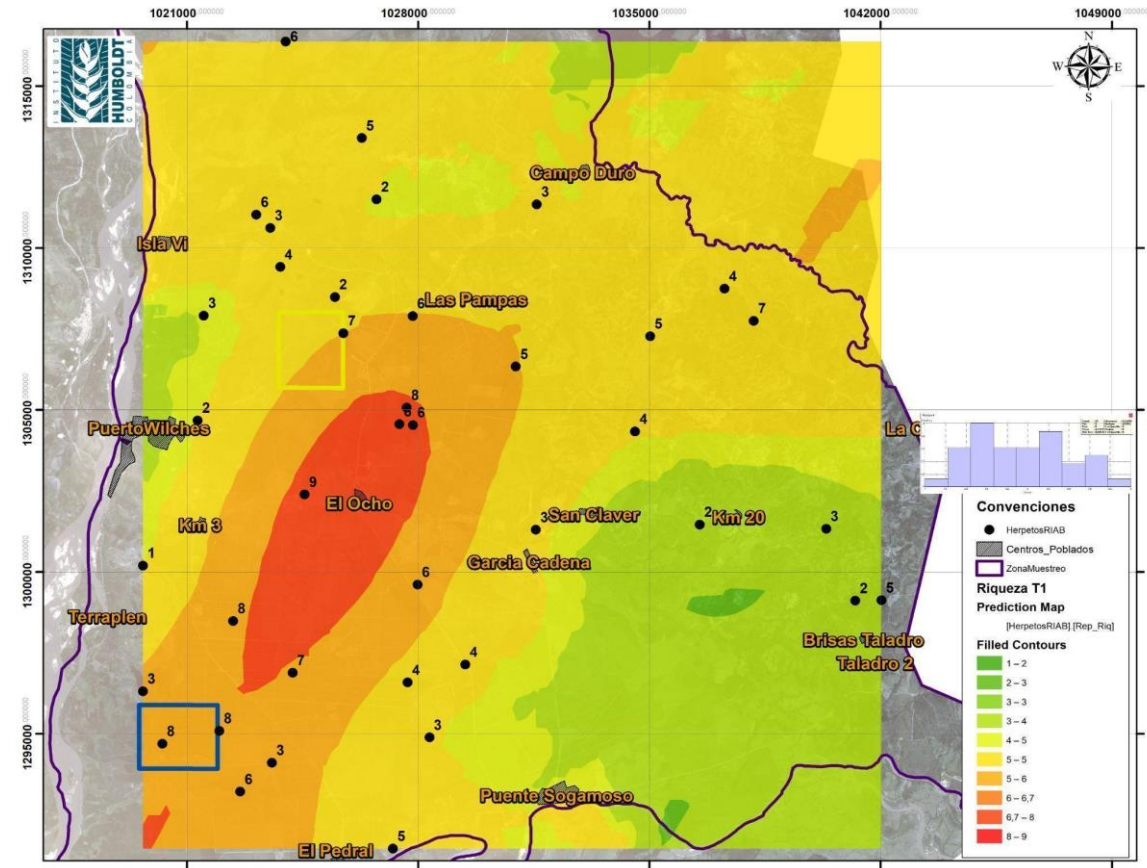 1021000
1028000
1035000
1042000
1049000
INSTITUTO
HUMBOLDT
COLOMBIA
N
W
E
S
1315000
1310000
1305000
1300000
1295000
6
5
2
Campo Duro
3
6
3
Isla Vi
4
2
3
Las Pampas
6
7
4
7
5
5
8
6
2
PuertoWilches
4
La C
9
El Ocho
Km 3
3
San Claver
2
Km 20
3
1
Garcia Cadena
6
2
5
Terraplen
8
Brisas Taladro
Taladro 2
4
7
4
3
8
8
3
3
6
Puente Sogamoso
5
El Pedral
Convenciones
HerpetosRIAB
Centros_Poblados
ZonaMuestreo
Riqueza T1
Prediction Map
[HerpetosRIAB].[Rep_Riq]
Filled Contours
1 – 2
2 – 3
3 – 3
3 – 4
4 – 5
5 – 5
5 – 6
6 – 6,7
6,7 – 8
8 – 9